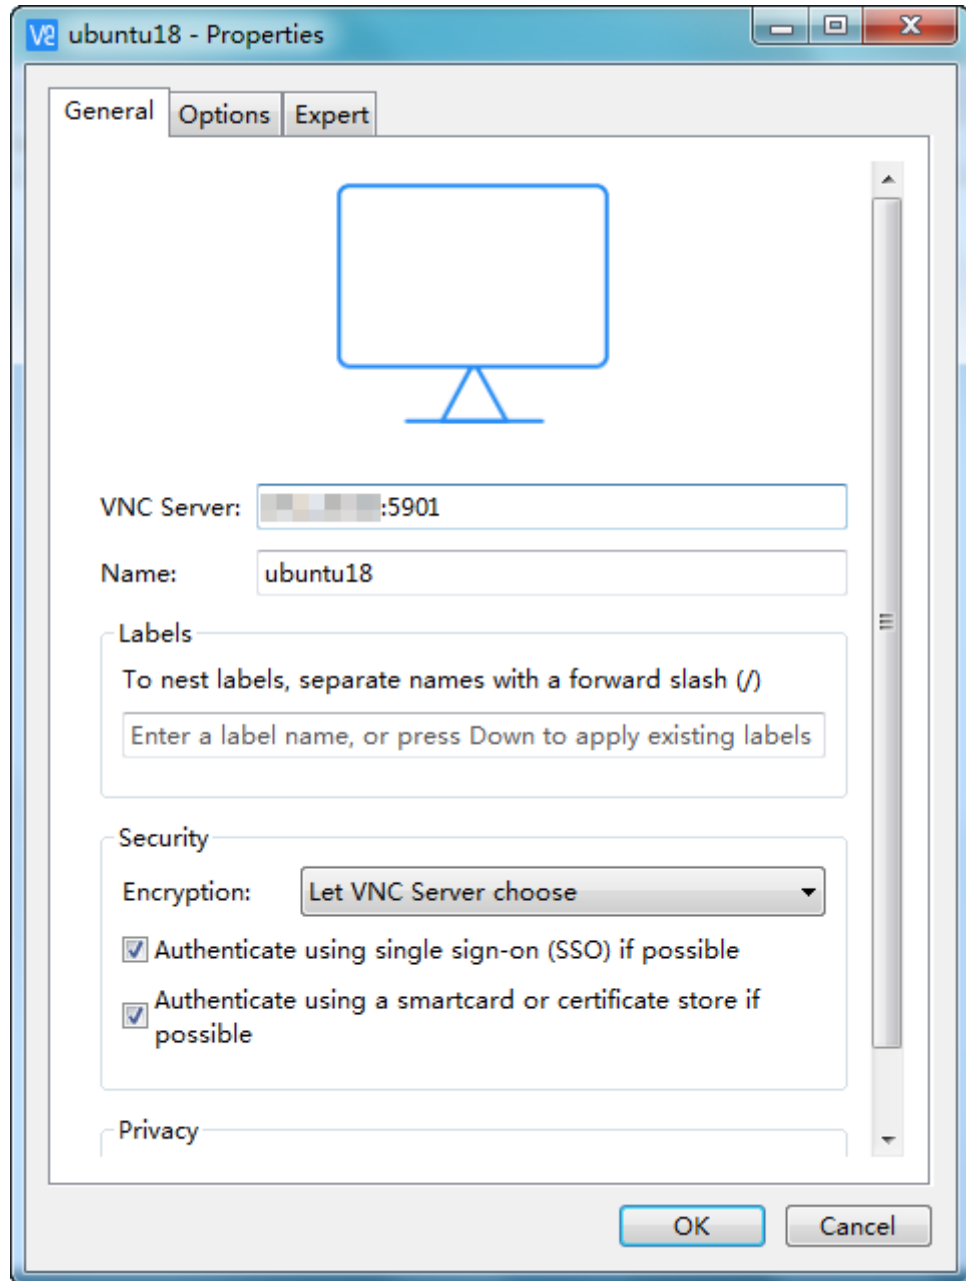 V2 ubuntu18 - Properties
General Options Expert
VNC Server: :5901
Name: ubuntu18
Labels
To nest labels, separate names with a forward slash (/)
Enter a label name, or press Down to apply existing labels
Security
Encryption: Let VNC Server choose
Authenticate using single sign-on (SSO) if possible
Authenticate using a smartcard or certificate store if
possible
Privacy
OK Cancel